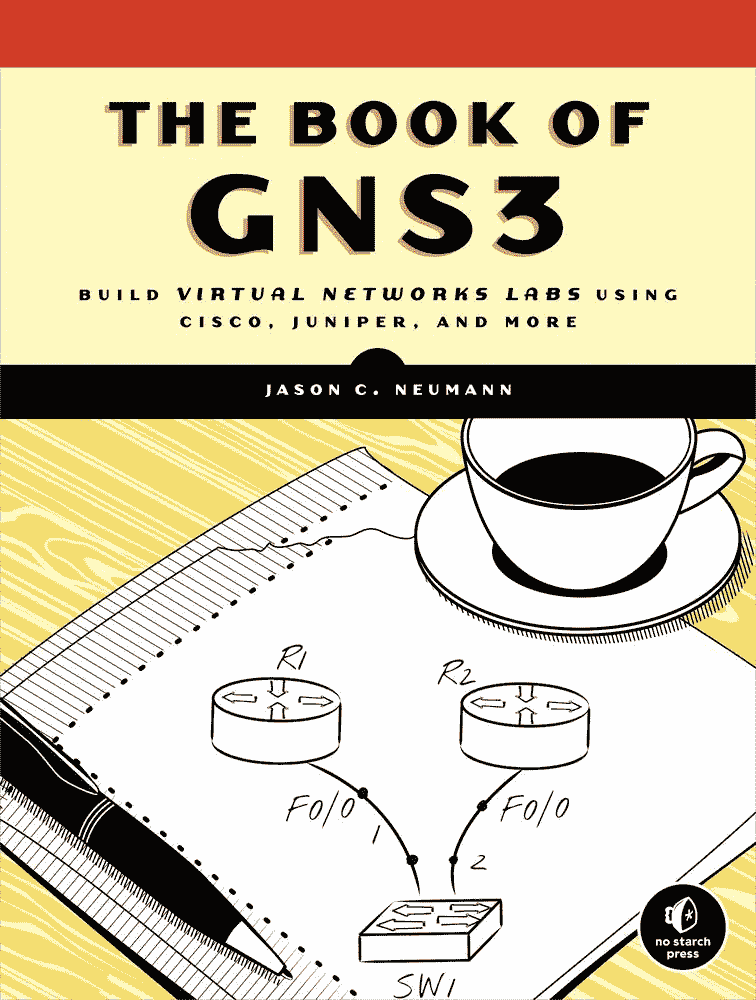 THE BOOK OF
GNS3
BUILD VIRTUAL NETWORKS LABS USING
CISCO, JUNIPER, AND MORE
JASON C. NEUMANN
R1
R2
F0/0
F0/0
1
2
SW1
no starch
press